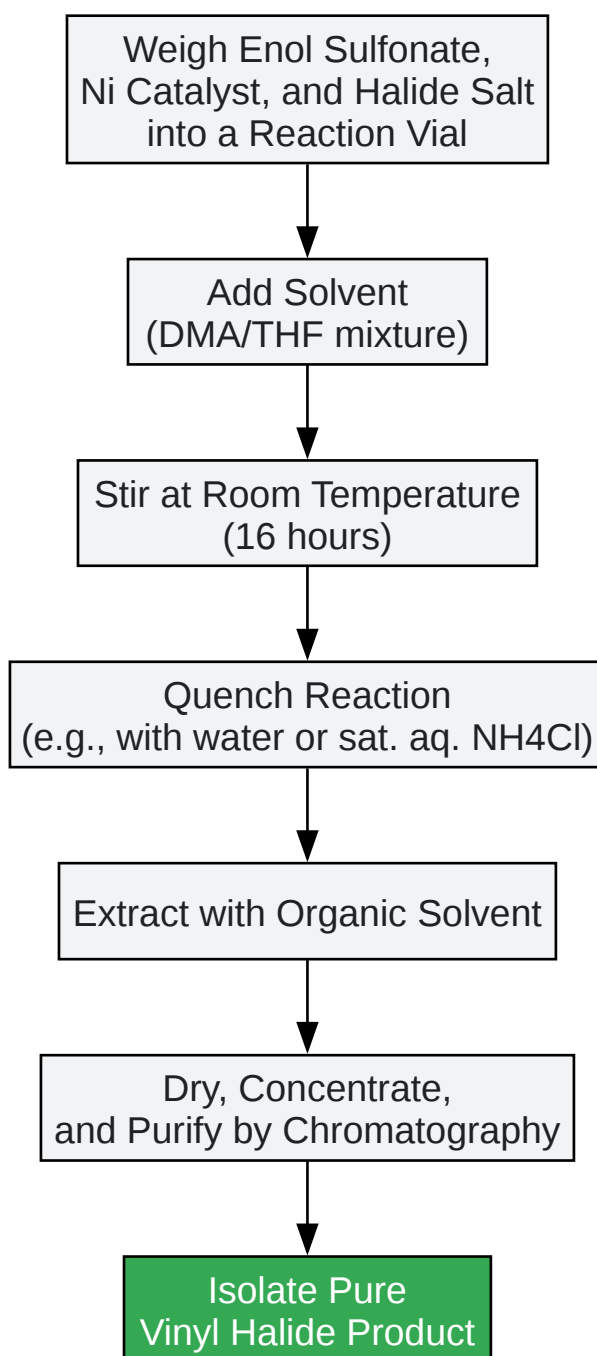 Weigh Enol Sulfonate,
Ni Catalyst, and Halide Salt
into a Reaction Vial
Add Solvent
(DMA/THF mixture)
Stir at Room Temperature
(16 hours)
Quench Reaction
(e.g., with water or sat. aq. NH4Cl)
Extract with Organic Solvent
Dry, Concentrate,
and Purify by Chromatography
Isolate Pure
Vinyl Halide Product